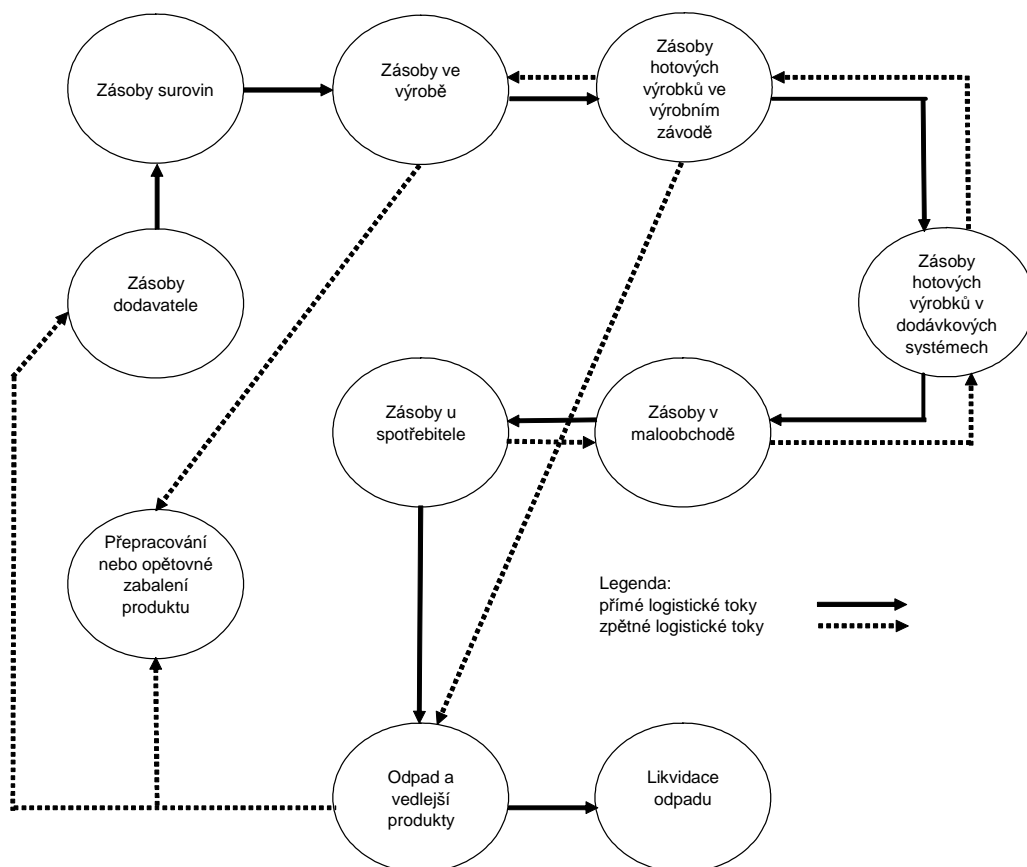 Zásoby surovin
Zásoby ve
výrobě
Zásoby
hotových
výrobků ve
výrobním
závodě
Zásoby
dodavatele
Zásoby
hotových
výrobků v
dodávkových
systémech
Zásoby u
spotřebitele
Zásoby v
maloobchodě
Přepracování
nebo opětovné
zabalení
produktu
Legenda:
přímé logistické toky
zpětné logistické toky
Odpad a
vedlejší
produkty
Likvidace
odpadu